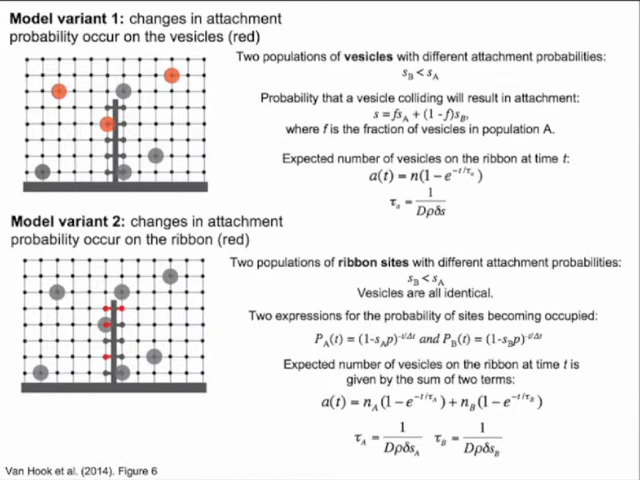 Model variant 1: changes in attachment
probability occur on the vesicles (red)
Two populations of vesicles with different attachment probabilities:
s_B < s_A
Probability that a vesicle colliding will result in attachment:
s = fs_A + (1 - f)s_B,
where f is the fraction of vesicles in population A.
Expected number of vesicles on the ribbon at time t:
a(t) = n(1 − e^{−t/τ_a})
τ_a = 1/(Dρδs)
Model variant 2: changes in attachment
probability occur on the ribbon (red)
Two populations of ribbon sites with different attachment probabilities:
s_B < s_A
Vesicles are all identical.
Two expressions for the probability of sites becoming occupied:
P_A(t) = (1-s_Ap)^{-t/Δt} and P_B(t) = (1-s_Bp)^{-t/Δt}
Expected number of vesicles on the ribbon at time t is
given by the sum of two terms:
a(t) = n_A(1 − e^{−t/τ_A}) + n_B(1 − e^{−t/τ_B})
τ_A = 1/(Dρδs_A) τ_B = 1/(Dρδs_B)
Van Hook et al. (2014). Figure 6